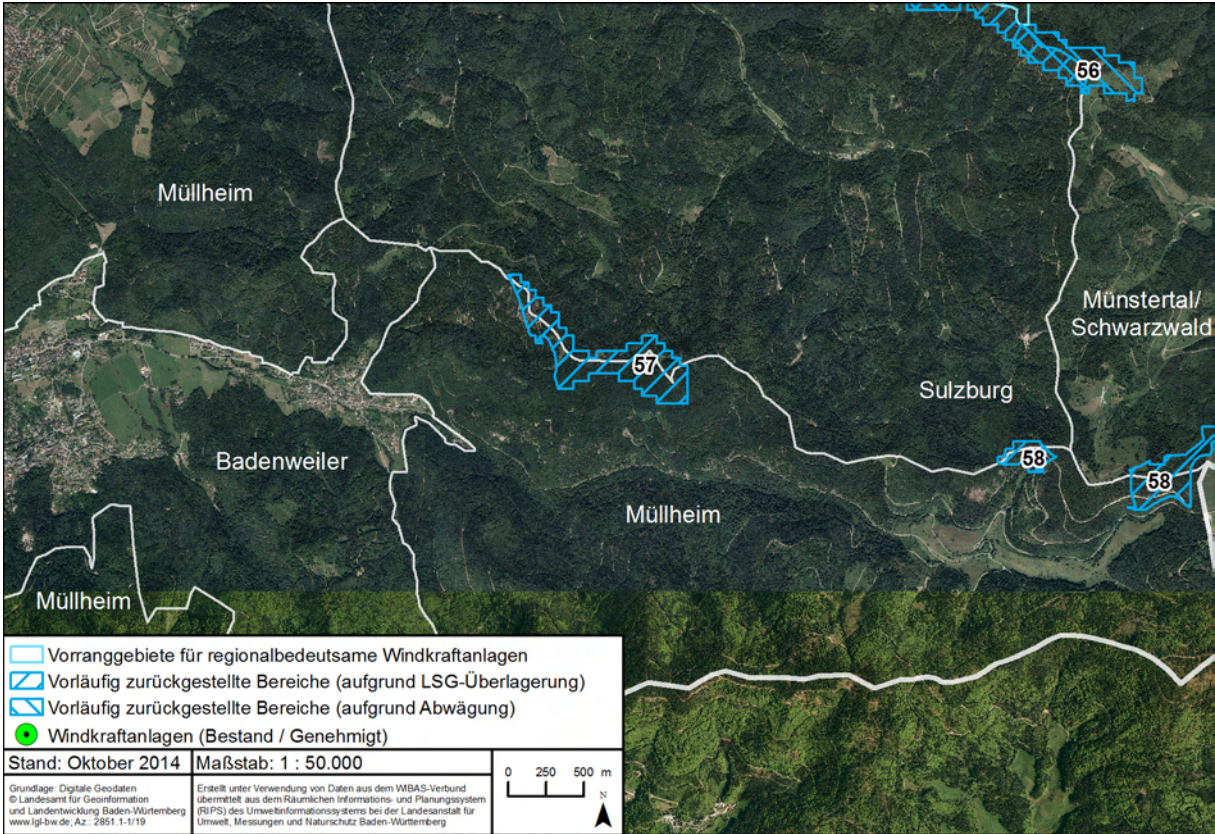 56
Müllheim
Münstertal/
Schwarzwald
57
Sulzburg
Badenweiler
58
58
Müllheim
Müllheim
Vorranggebiete für regionalbedeutsame Windkraftanlagen
Vorläufig zurückgestellte Bereiche (aufgrund LSG-Überlagerung)
Vorläufig zurückgestellte Bereiche (aufgrund Abwägung)
Windkraftanlagen (Bestand / Genehmigt)
Stand: Oktober 2014
Maßstab: 1 : 50.000
0 250 500 m
N
Grundlage: Digitale Geodaten
© Landesamt für Geoinformation
und Landentwicklung Baden-Würtemberg
www.lgl-bw.de; Az.: 2851.1-1/19
Erstellt unter Verwendung von Daten aus dem WIBAS-Verbund
übermittelt aus dem Räumlichen Informations- und Planungssystem
(RIPS) des Umweltinformationssystems bei der Landesanstalt für
Umwelt, Messungen und Naturschutz Baden-Württemberg